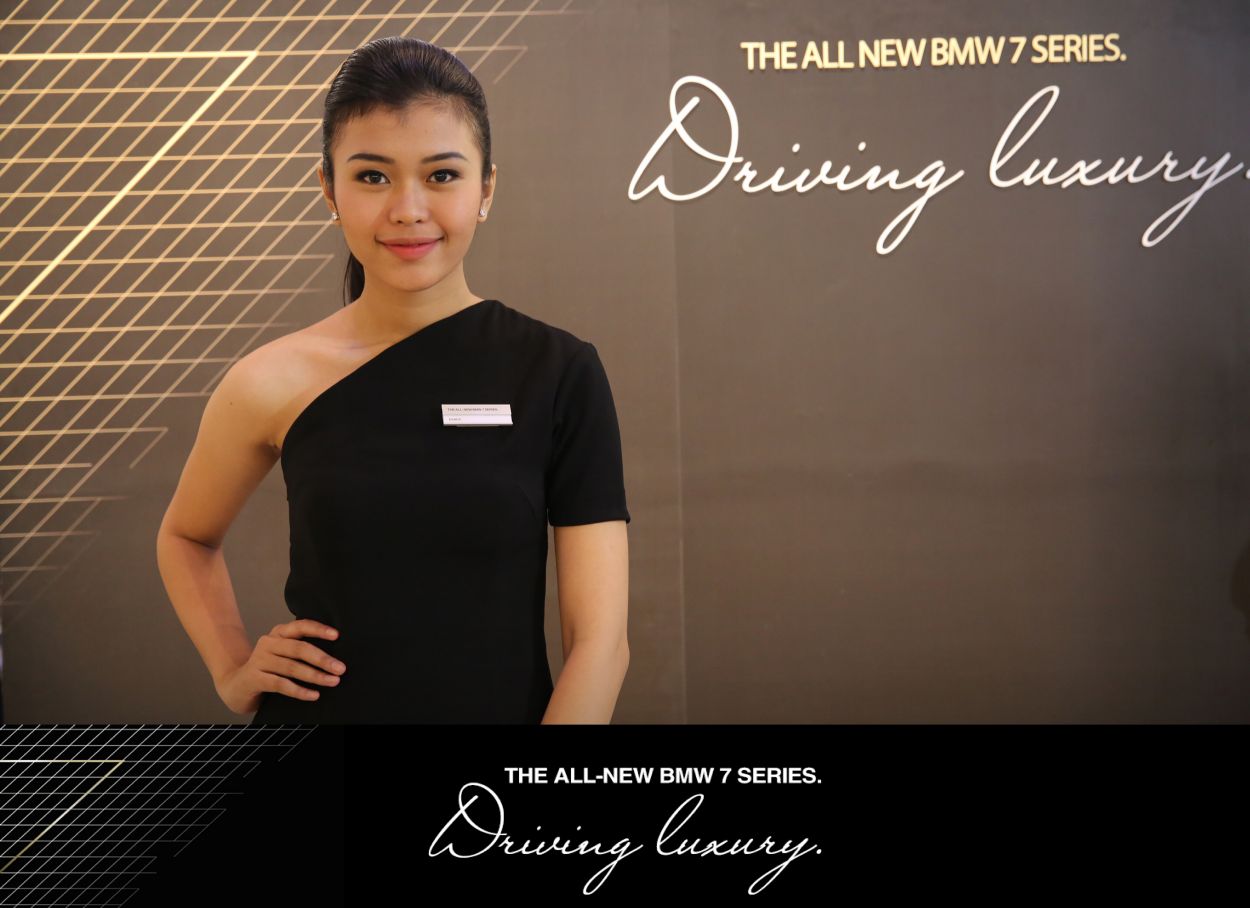 THE ALL NEW BMW 7 SERIES.
Driving luxury.
THE ALL-NEW BMW 7 SERIES.
THE ALL-NEW BMW 7 SERIES.
Driving luxury.